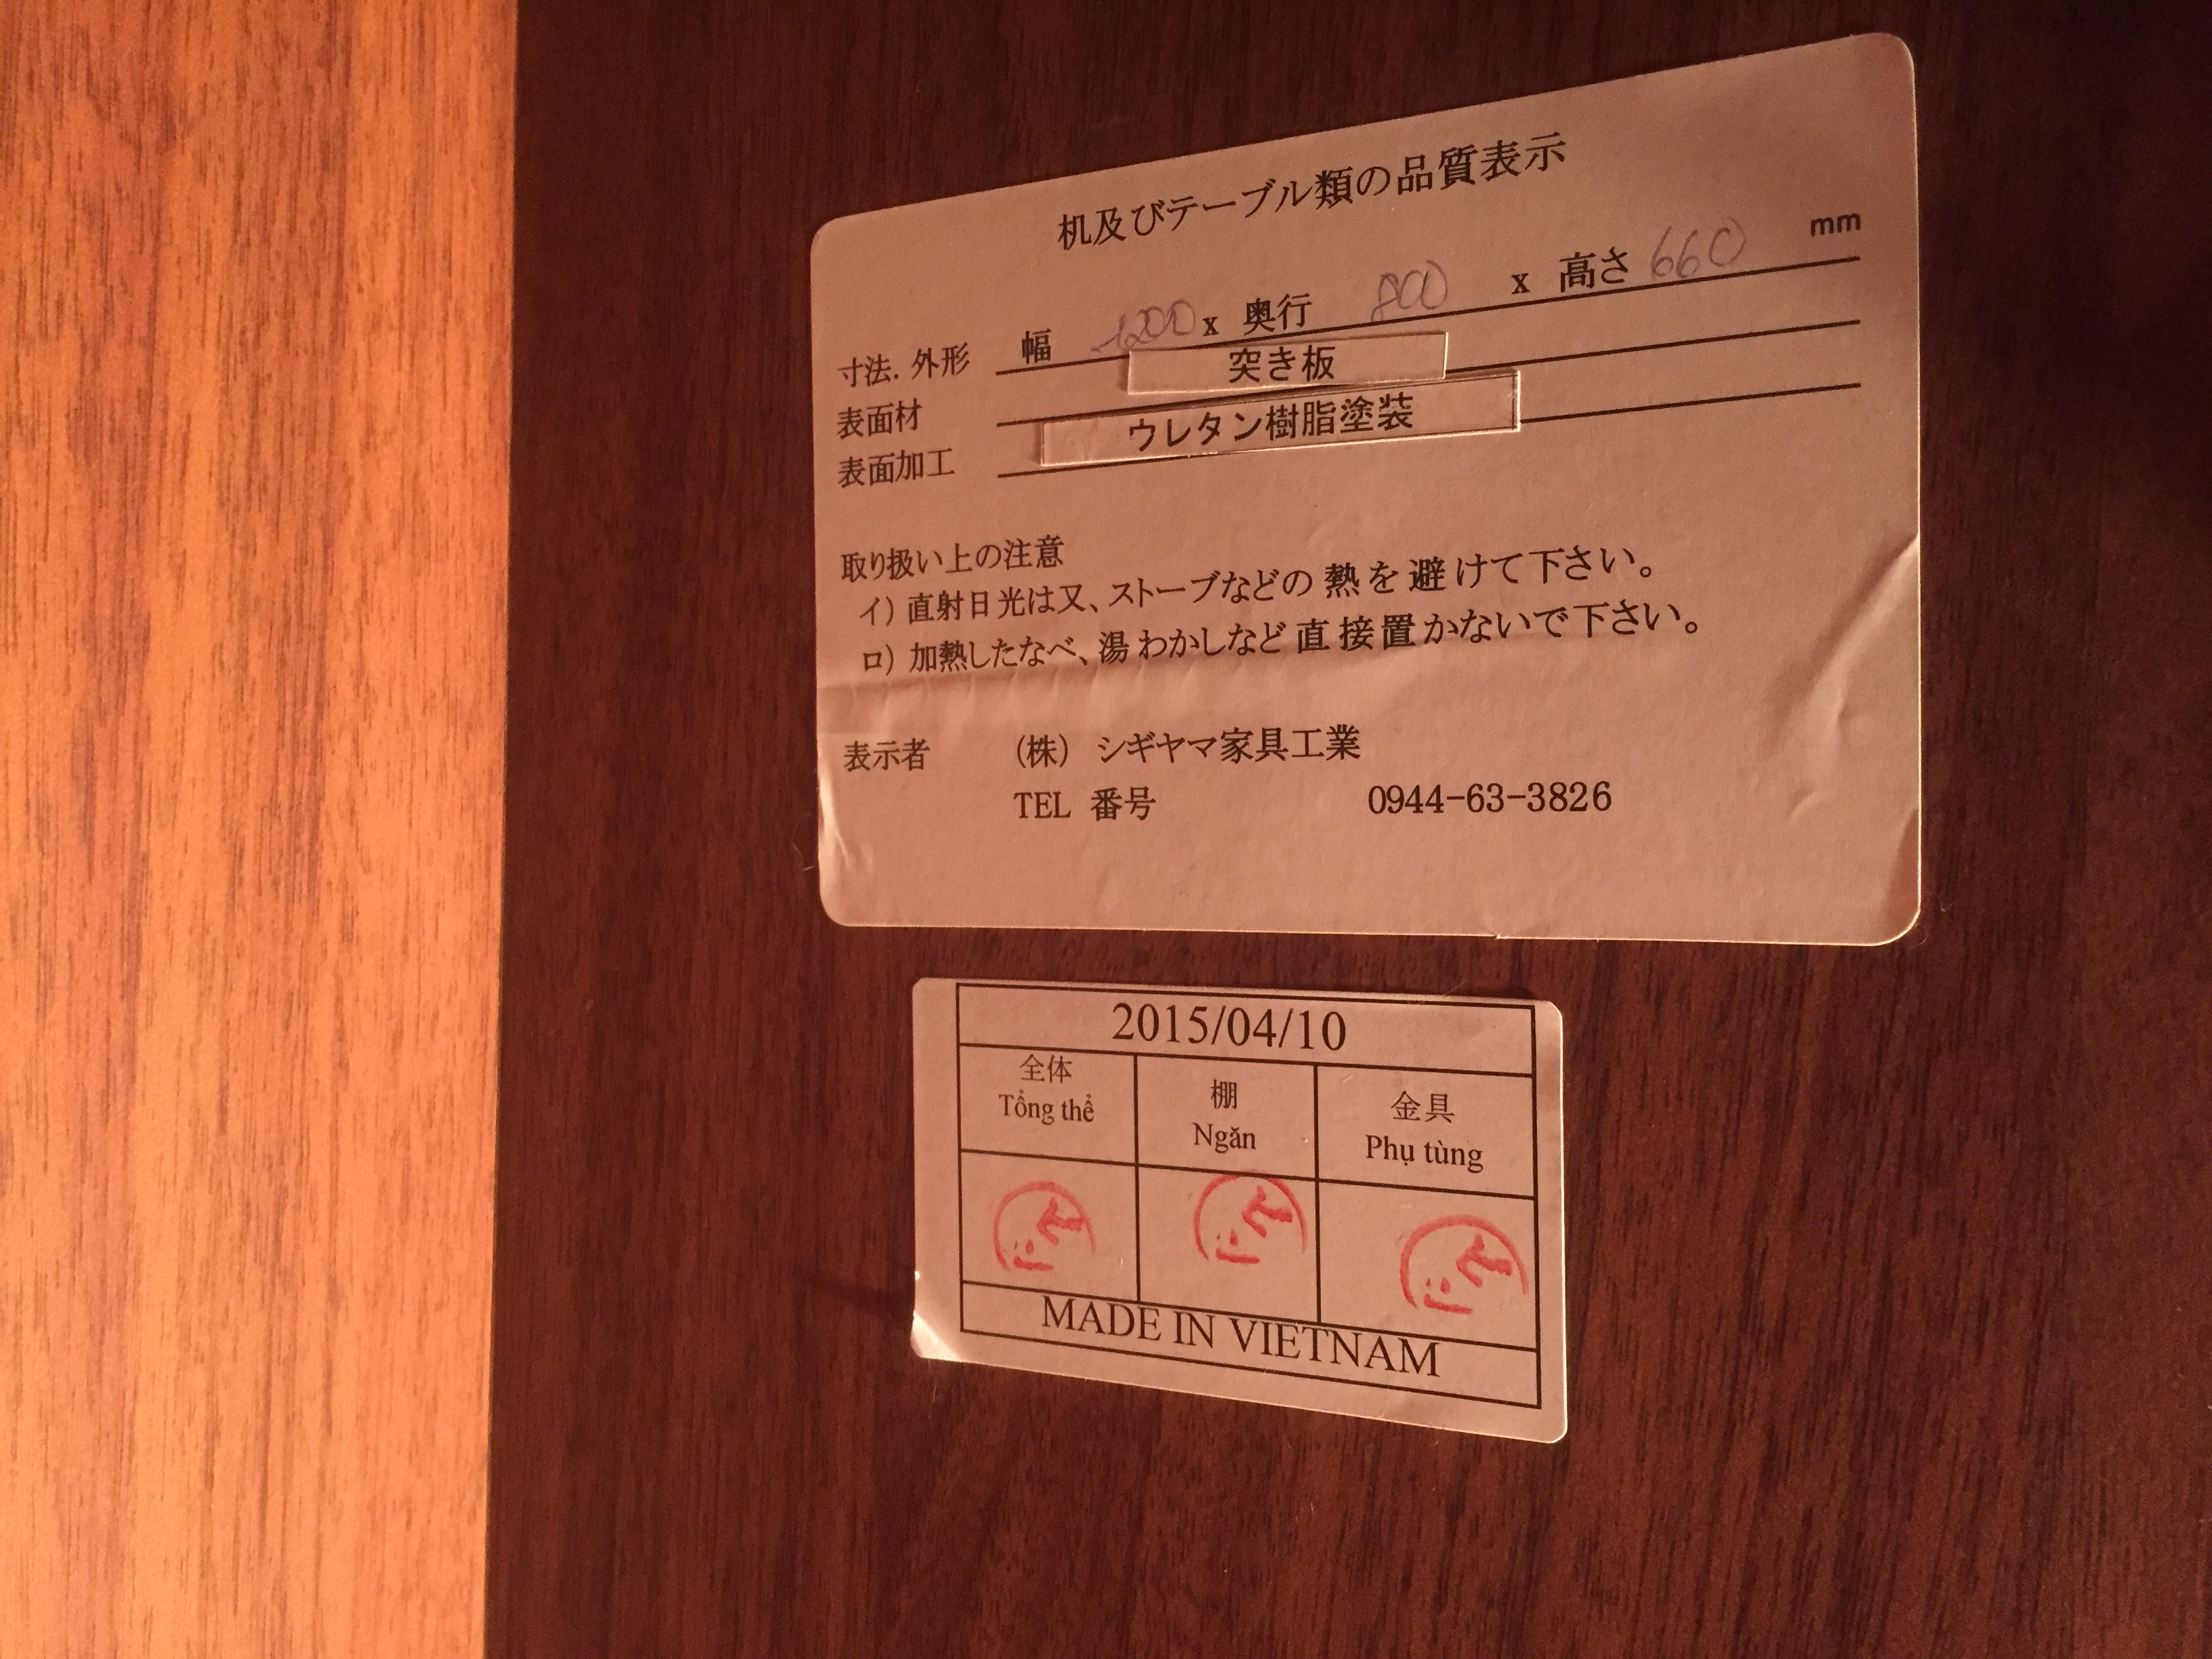 机及びテーブル類の品質表示
寸法. 外形 幅 1200 x 奥行 800 x 高さ 660 mm
表面材 突き板
表面加工 ウレタン樹脂塗装
取り扱い上の注意
イ) 直射日光は又、ストーブなどの熱を避けて下さい。
ロ) 加熱したなべ、湯わかしなど直接置かないで下さい。
表示者 (株) シギヤマ家具工業
TEL 番号 0944-63-3826
2015/04/10
全体 棚 金具
Tổng thể Ngăn Phụ tùng
MADE IN VIETNAM